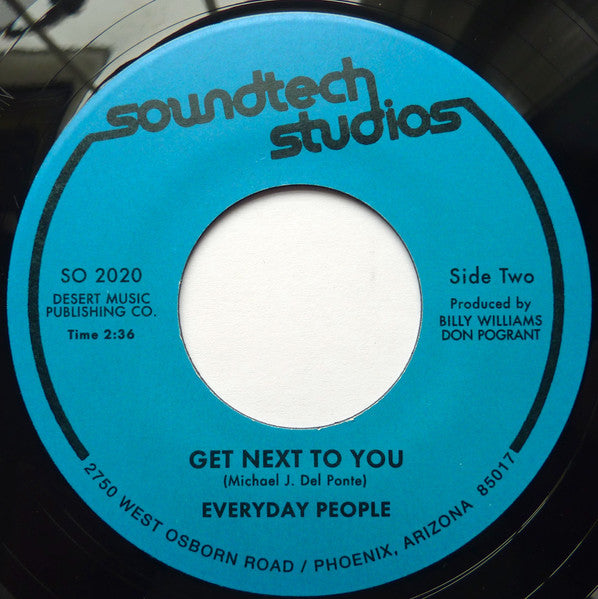 soundtech
studios
SO 2020
DESERT MUSIC
PUBLISHING CO.
Time 2:36
Side Two
Produced by
BILLY WILLIAMS
DON POGRANT
GET NEXT TO YOU
(Michael J. Del Ponte)
EVERYDAY PEOPLE
2750 WEST OSBORN ROAD / PHOENIX, ARIZONA 85017